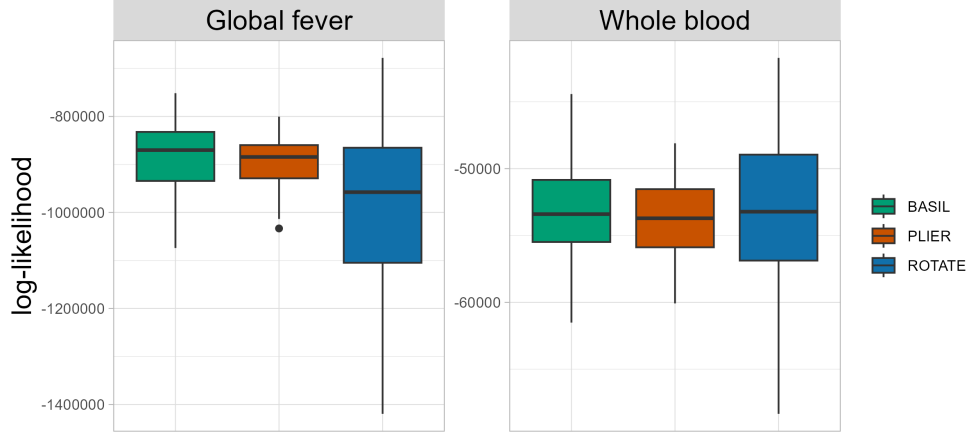 Global fever
Whole blood
log-likelihood
-800000
-1000000
-1200000
-1400000
-50000
-60000
BASIL
PLIER
ROTATE